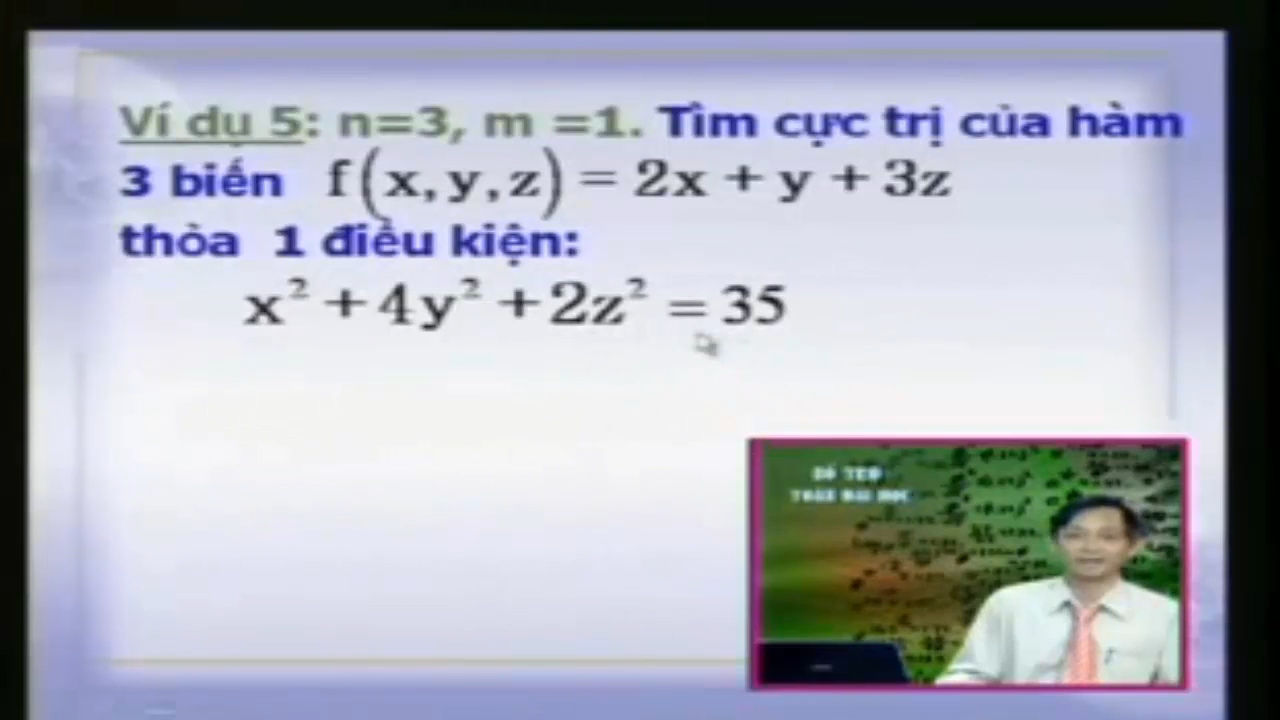 Ví dụ 5: n=3, m =1. Tìm cực trị của hàm
3 biến f(x,y,z) = 2x + y + 3z
thỏa 1 điều kiện:
x² + 4y² + 2z² = 35